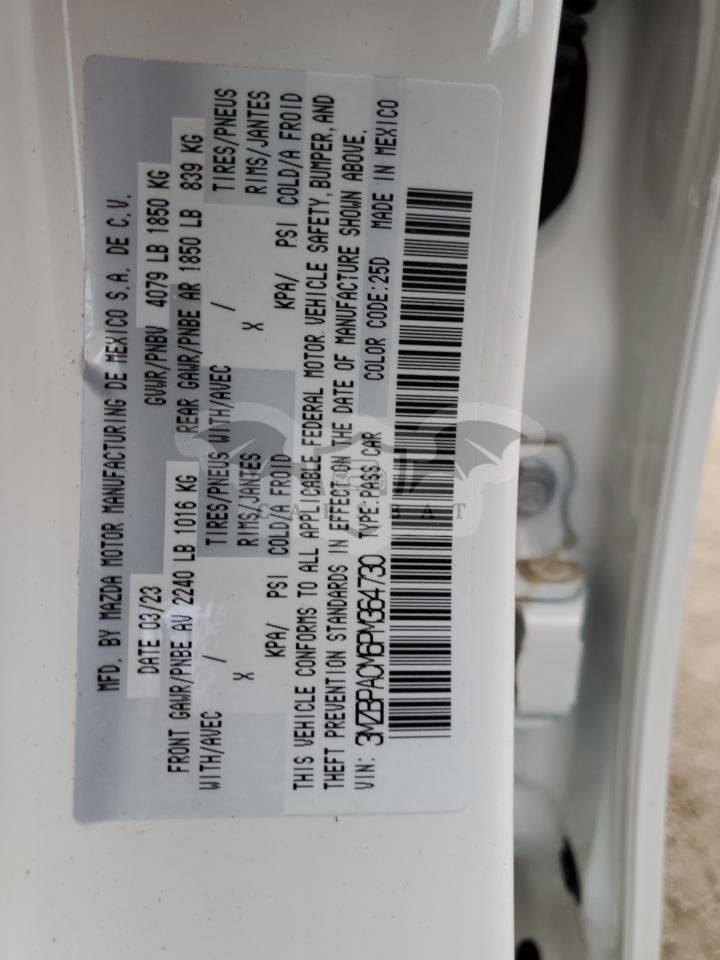 MFD. BY MAZDA MOTOR MANUFACTURING DE MEXICO S.A. DE C.V.
DATE 03/23 GVWR/PNBV 4079 LB 1850 KG
FRONT GAWR/PNBE AV 2240 LB 1016 KG REAR GAWR/PNBE AR 1850 LB 839 KG
WITH/AVEC / TIRES/PNEUS WITH/AVEC / TIRES/PNEUS
X RIMS/JANTES X RIMS/JANTES
KPA/ PSI COLD/A FROID KPA/ PSI COLD/A FROID
THIS VEHICLE CONFORMS TO ALL APPLICABLE FEDERAL MOTOR VEHICLE SAFETY, BUMPER, AND
THEFT PREVENTION STANDARDS IN EFFECT ON THE DATE OF MANUFACTURE SHOWN ABOVE.
VIN: 3MZBPACM6PM364730 TYPE:PASS CAR COLOR CODE:25D MADE IN MEXICO
CARCBAT